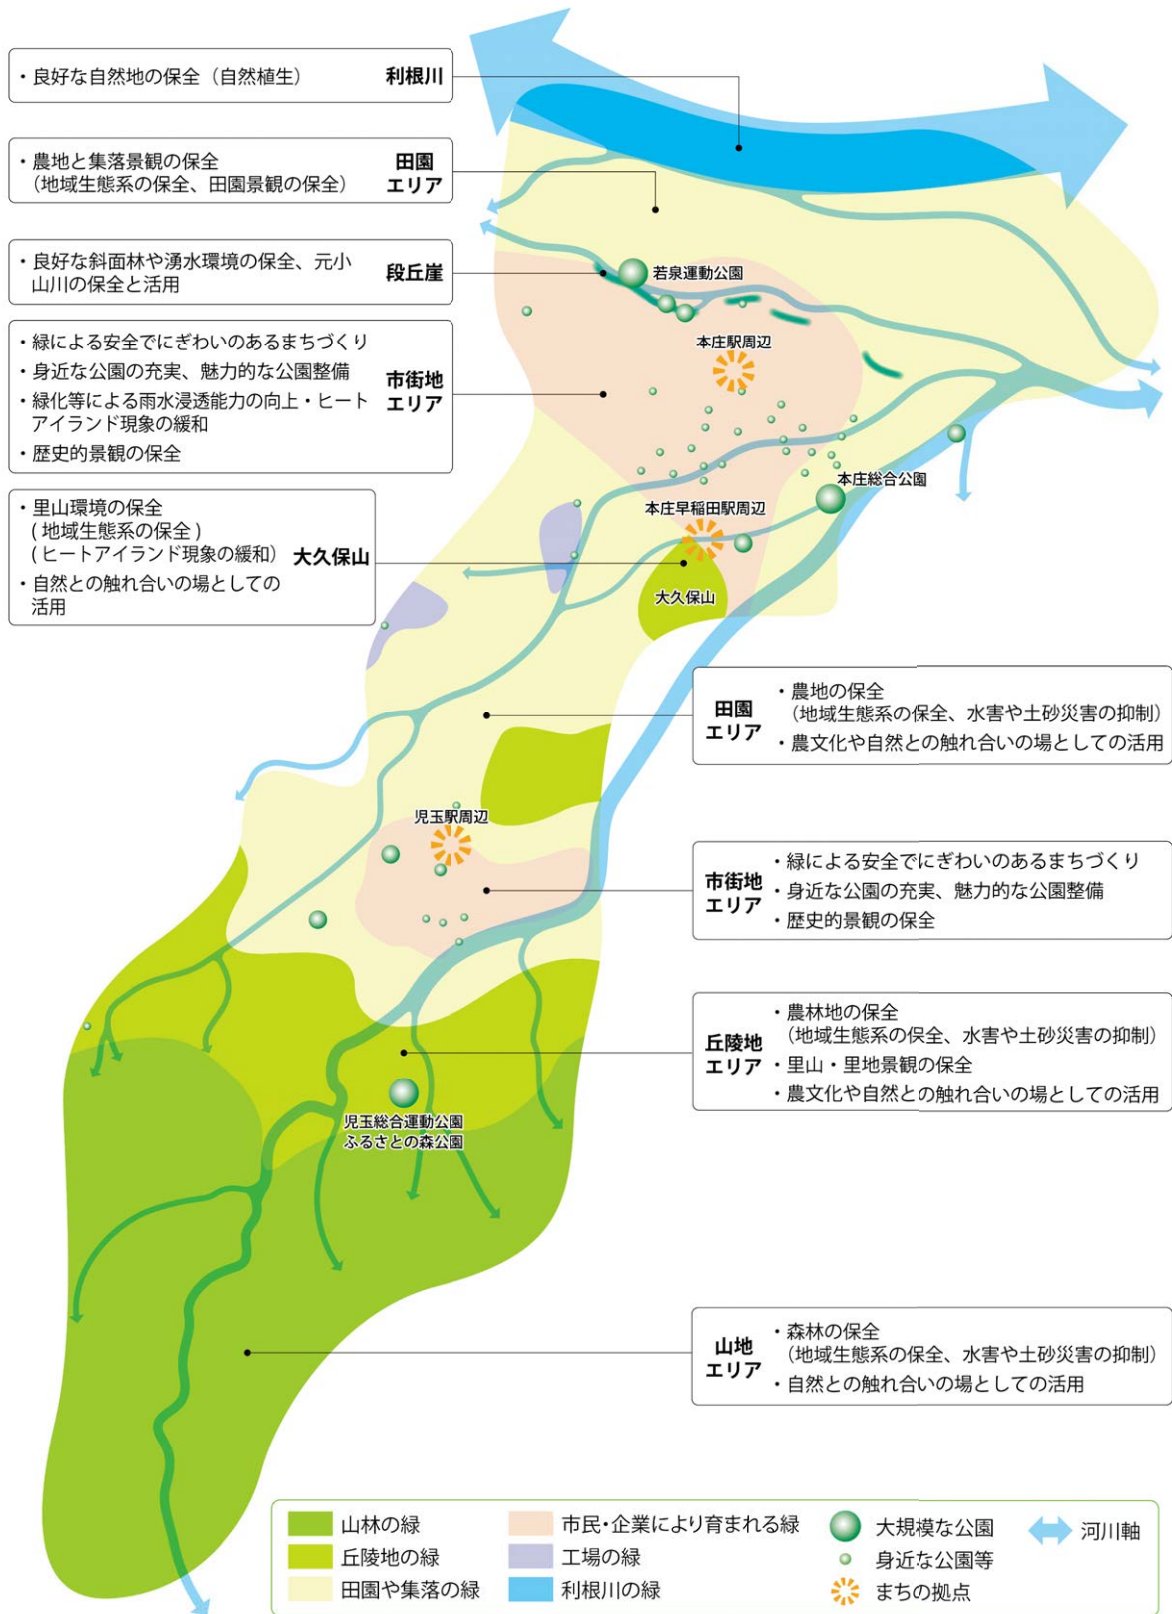 ・良好な自然地の保全（自然植生）
利根川
・農地と集落景観の保全
（地域生態系の保全、田園景観の保全）
田園
エリア
・良好な斜面林や湧水環境の保全、元小
山川の保全と活用
段丘崖
・緑による安全でにぎわいのあるまちづくり
・身近な公園の充実、魅力的な公園整備
・緑化等による雨水浸透能力の向上・ヒート
アイランド現象の緩和
・歴史的景観の保全
市街地
エリア
・里山環境の保全
（地域生態系の保全）
（ヒートアイランド現象の緩和）
・自然との触れ合いの場としての
活用
大久保山
若泉運動公園
本庄駅周辺
本庄総合公園
本庄早稲田駅周辺
大久保山
田園
エリア
・農地の保全
（地域生態系の保全、水害や土砂災害の抑制）
・農文化や自然との触れ合いの場としての活用
児玉駅周辺
市街地
エリア
・緑による安全でにぎわいのあるまちづくり
・身近な公園の充実、魅力的な公園整備
・歴史的景観の保全
丘陵地
エリア
・農林地の保全
（地域生態系の保全、水害や土砂災害の抑制）
・里山・里地景観の保全
・農文化や自然との触れ合いの場としての活用
児玉総合運動公園
ふるさとの森公園
山地
エリア
・森林の保全
（地域生態系の保全、水害や土砂災害の抑制）
・自然との触れ合いの場としての活用
山林の緑
丘陵地の緑
田園や集落の緑
市民・企業により育まれる緑
工場の緑
利根川の緑
大規模な公園
身近な公園等
まちの拠点
河川軸